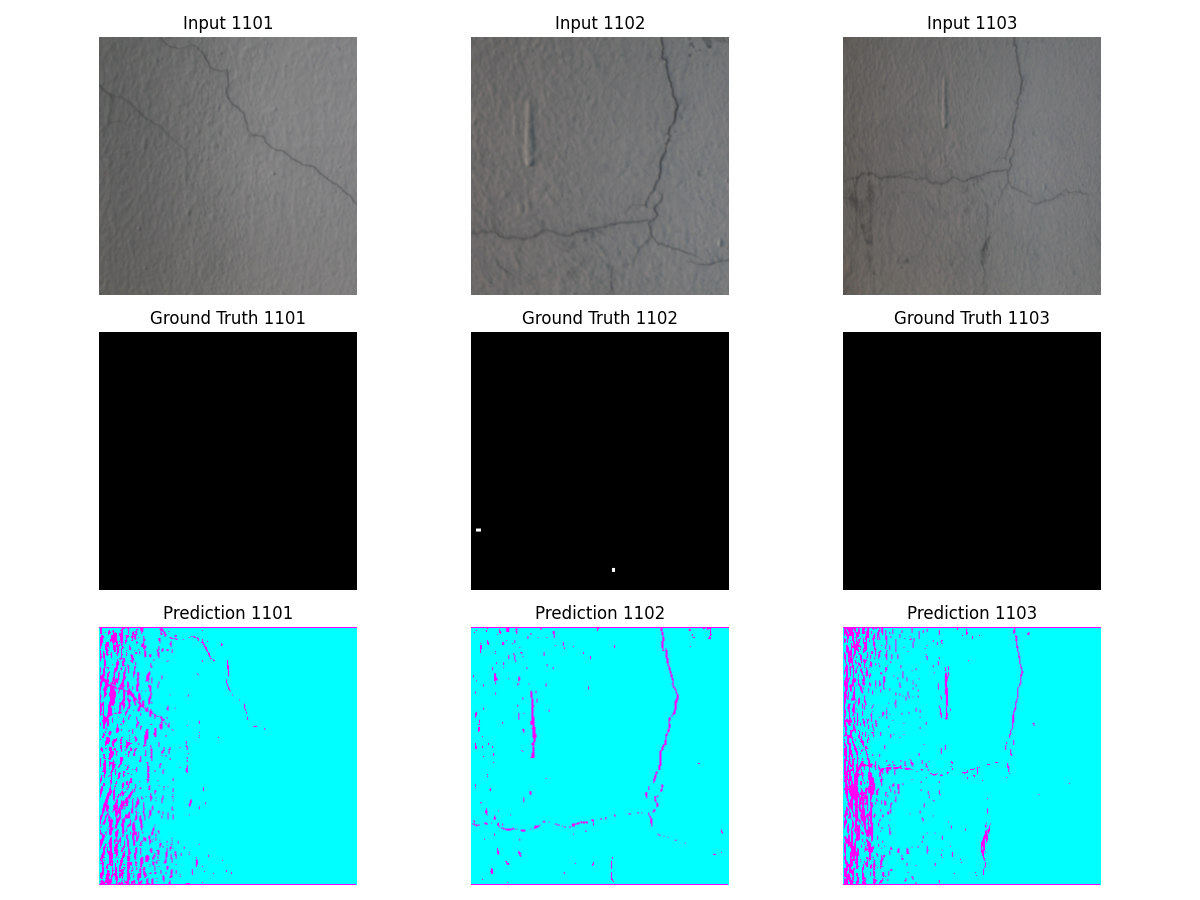 Input 1101
Input 1102
Input 1103
Ground Truth 1101
Ground Truth 1102
Ground Truth 1103
Prediction 1101
Prediction 1102
Prediction 1103